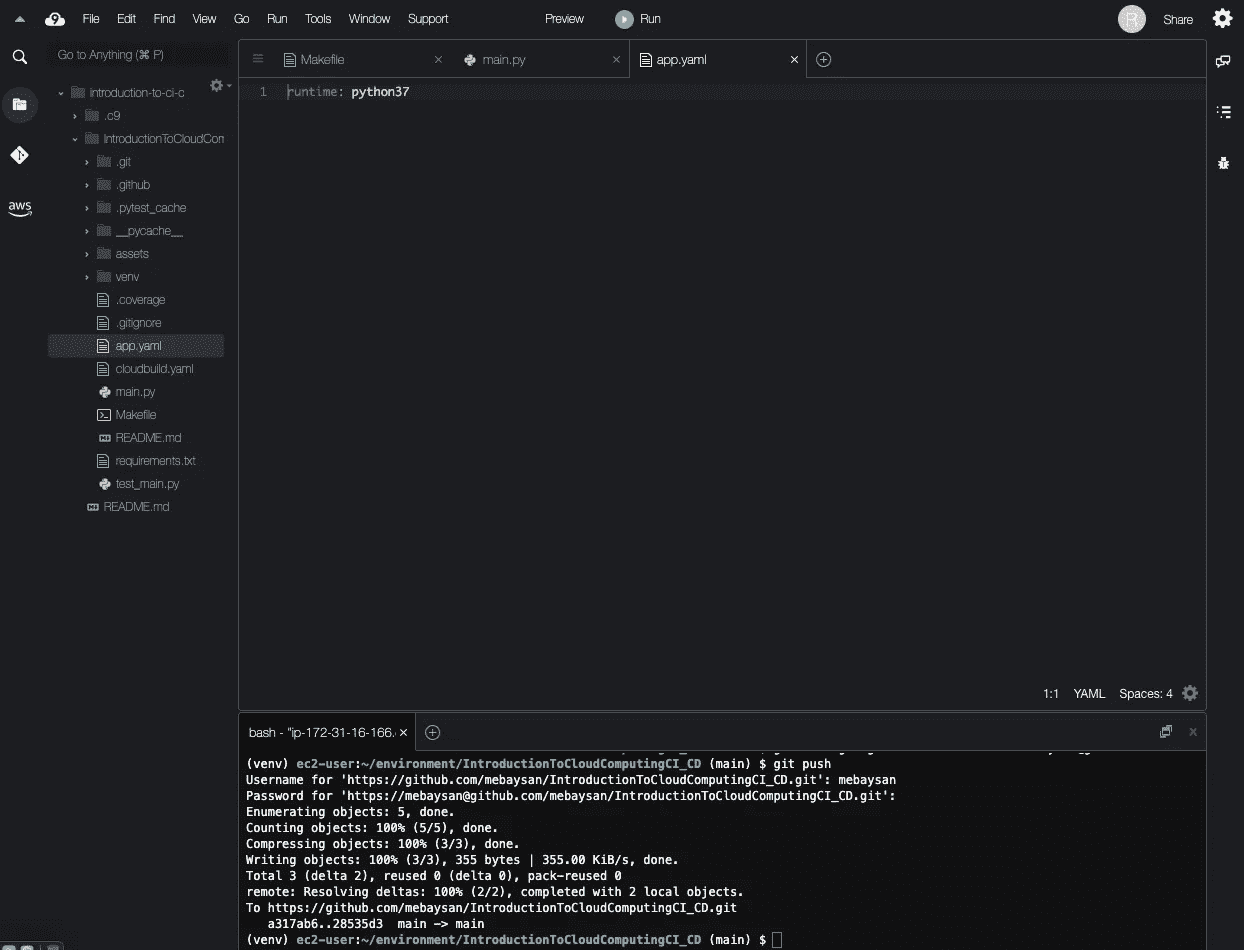 File Edit Find View Go Run Tools Window Support Preview Run R Share
Go to Anything (⌘ P)
Makefile main.py app.yaml
introduction-to-ci-c
.c9
IntroductionToCloudCom
.git
.github
.pytest_cache
__pycache__
assets
venv
.coverage
.gitignore
app.yaml
cloudbuild.yaml
main.py
Makefile
README.md
requirements.txt
test_main.py
README.md
aws
1 runtime: python37
1:1 YAML Spaces: 4
bash - "ip-172-31-16-166.
(venv) ec2-user:~/environment/IntroductionToCloudComputingCI_CD (main) $ git push
Username for 'https://github.com/mebaysan/IntroductionToCloudComputingCI_CD.git': mebaysan
Password for 'https://mebaysan@github.com/mebaysan/IntroductionToCloudComputingCI_CD.git':
Enumerating objects: 5, done.
Counting objects: 100% (5/5), done.
Compressing objects: 100% (3/3), done.
Writing objects: 100% (3/3), 355 bytes | 355.00 KiB/s, done.
Total 3 (delta 2), reused 0 (delta 0), pack-reused 0
remote: Resolving deltas: 100% (2/2), completed with 2 local objects.
To https://github.com/mebaysan/IntroductionToCloudComputingCI_CD.git
a317ab6..28535d3  main -> main
(venv) ec2-user:~/environment/IntroductionToCloudComputingCI_CD (main) $